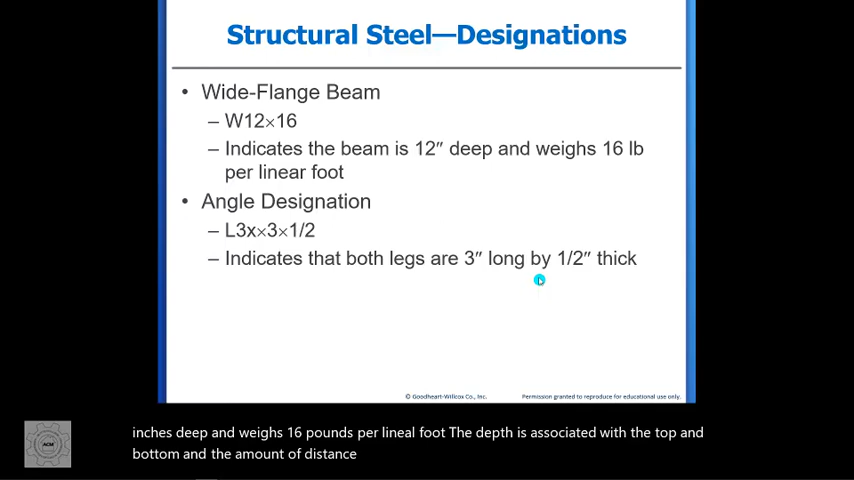 Structural Steel—Designations
• Wide-Flange Beam
– W12×16
– Indicates the beam is 12″ deep and weighs 16 lb
per linear foot
• Angle Designation
– L3x×3×1/2
– Indicates that both legs are 3″ long by 1/2″ thick
© Goodheart-Willcox Co., Inc. Permission granted to reproduce for educational use only.
inches deep and weighs 16 pounds per lineal foot The depth is associated with the top and
bottom and the amount of distance
ACM